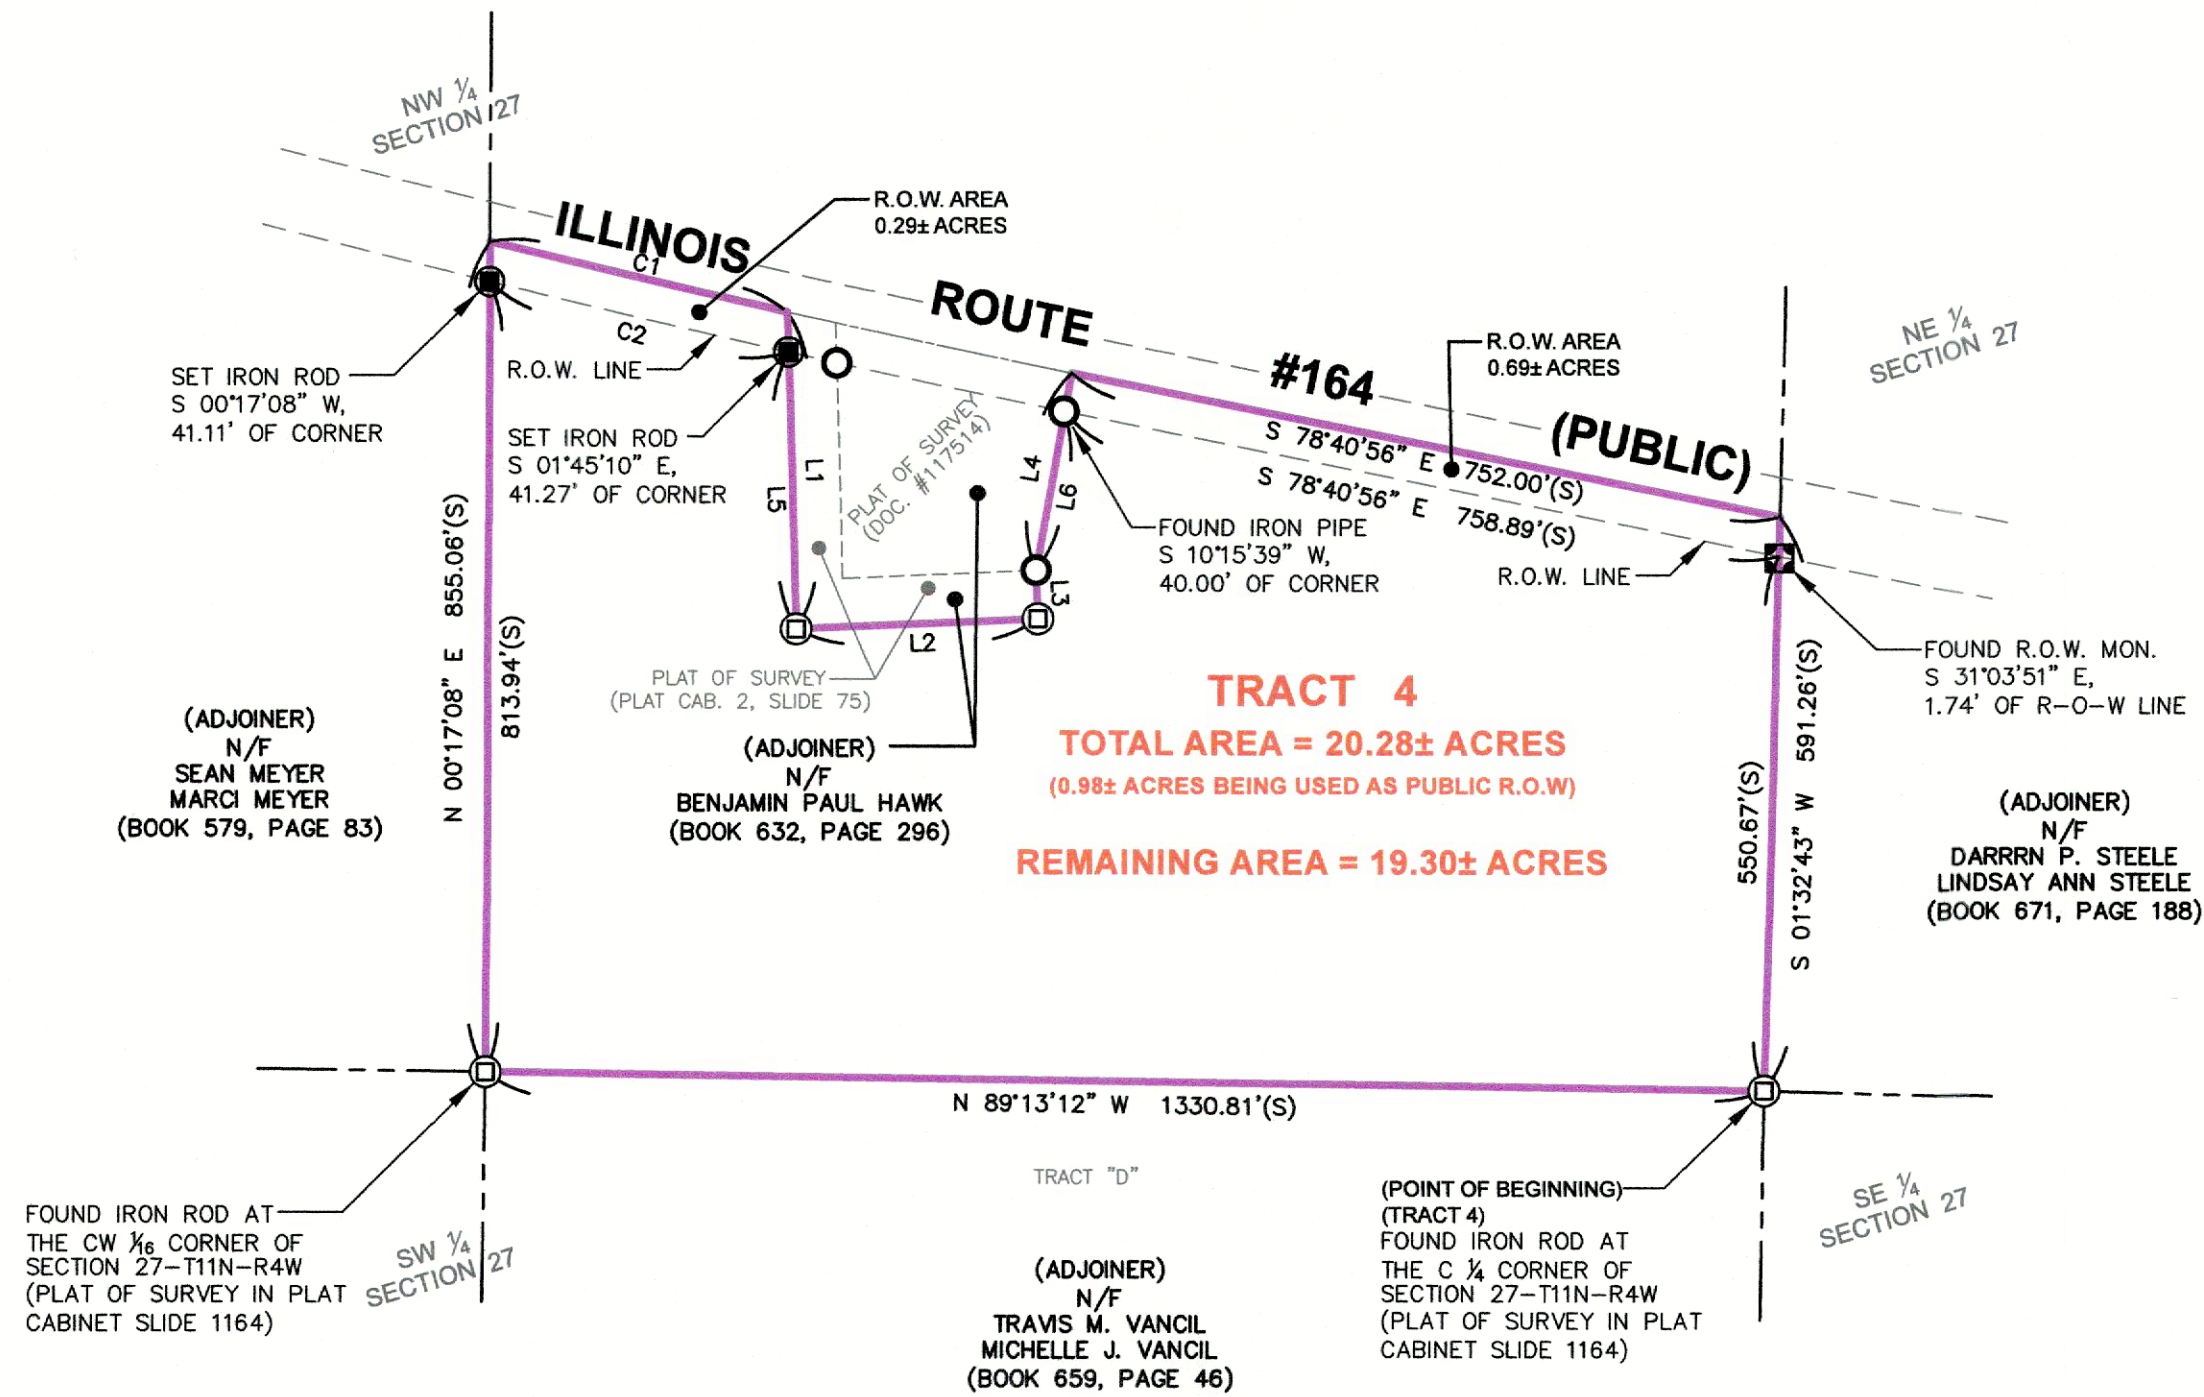 NW ¼
SECTION 27
R.O.W. AREA
0.29± ACRES
ILLINOIS
ROUTE
#164
(PUBLIC)
C1
C2
R.O.W. LINE
SET IRON ROD
S 00°17'08" W,
41.11' OF CORNER
SET IRON ROD
S 01°45'10" E,
41.27' OF CORNER
L1
L5
PLAT OF SURVEY
(DOC. #117514)
L4
L6
L3
L2
R.O.W. AREA
0.69± ACRES
NE ¼
SECTION 27
S 78°40'56" E 752.00'(S)
S 78°40'56" E 758.89'(S)
FOUND IRON PIPE
S 10°15'39" W,
40.00' OF CORNER
R.O.W. LINE
FOUND R.O.W. MON.
S 31°03'51" E,
1.74' OF R-O-W LINE
N 00°17'08" E 855.06'(S)
813.94'(S)
PLAT OF SURVEY
(PLAT CAB. 2, SLIDE 75)
(ADJOINER)
N/F
SEAN MEYER
MARCI MEYER
(BOOK 579, PAGE 83)
(ADJOINER)
N/F
BENJAMIN PAUL HAWK
(BOOK 632, PAGE 296)
TRACT 4
TOTAL AREA = 20.28± ACRES
(0.98± ACRES BEING USED AS PUBLIC R.O.W)
REMAINING AREA = 19.30± ACRES
550.67'(S)
S 01°32'43" W 591.26'(S)
(ADJOINER)
N/F
DARRRN P. STEELE
LINDSAY ANN STEELE
(BOOK 671, PAGE 188)
N 89°13'12" W 1330.81'(S)
TRACT "D"
FOUND IRON ROD AT
THE CW 1/16 CORNER OF
SECTION 27-T11N-R4W
(PLAT OF SURVEY IN PLAT
CABINET SLIDE 1164)
SW ¼
SECTION 27
(ADJOINER)
N/F
TRAVIS M. VANCIL
MICHELLE J. VANCIL
(BOOK 659, PAGE 46)
(POINT OF BEGINNING)
(TRACT 4)
FOUND IRON ROD AT
THE C ¼ CORNER OF
SECTION 27-T11N-R4W
(PLAT OF SURVEY IN PLAT
CABINET SLIDE 1164)
SE ¼
SECTION 27